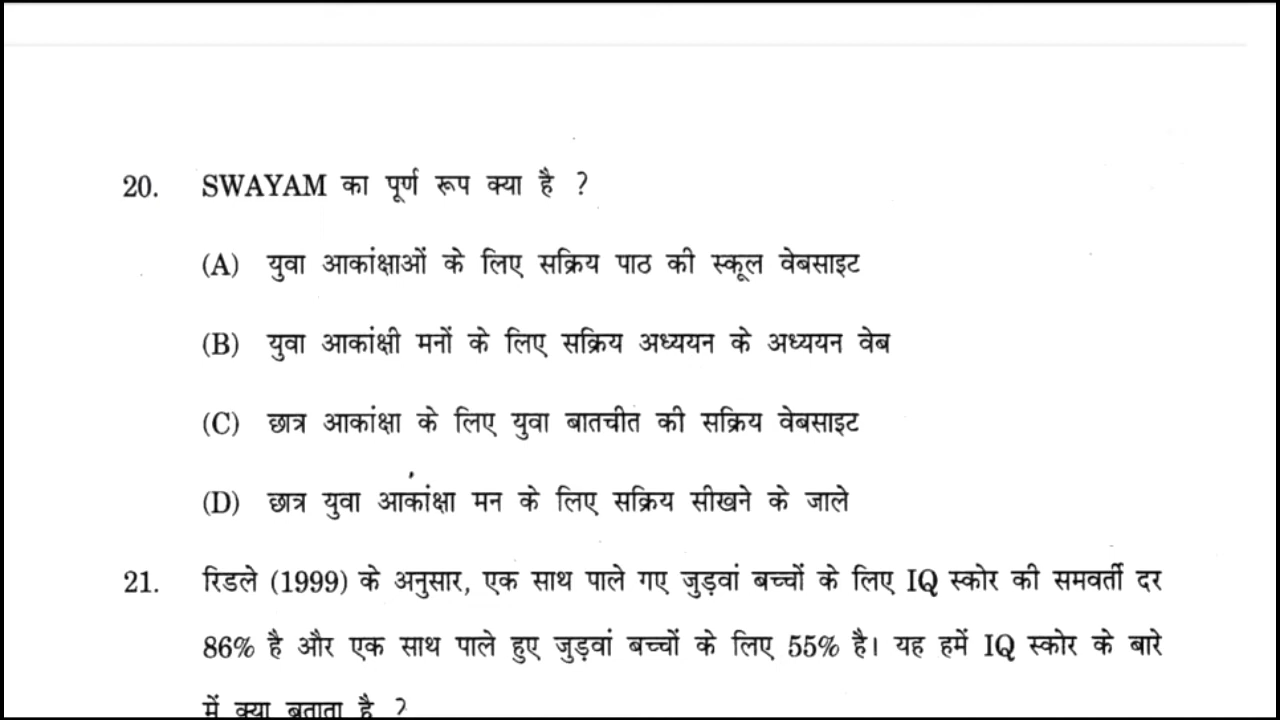 20. SWAYAM का पूर्ण रूप क्या है ?
(A) युवा आकांक्षाओं के लिए सक्रिय पाठ की स्कूल वेबसाइट
(B) युवा आकांक्षी मनों के लिए सक्रिय अध्ययन के अध्ययन वेब
(C) छात्र आकांक्षा के लिए युवा बातचीत की सक्रिय वेबसाइट
(D) छात्र युवा आकांक्षा मन के लिए सक्रिय सीखने के जाले
21. रिडले (1999) के अनुसार, एक साथ पाले गए जुड़वां बच्चों के लिए IQ स्कोर की समवर्ती दर
86% है और एक साथ पाले हुए जुड़वां बच्चों के लिए 55% है। यह हमें IQ स्कोर के बारे
में क्या बताता है ?